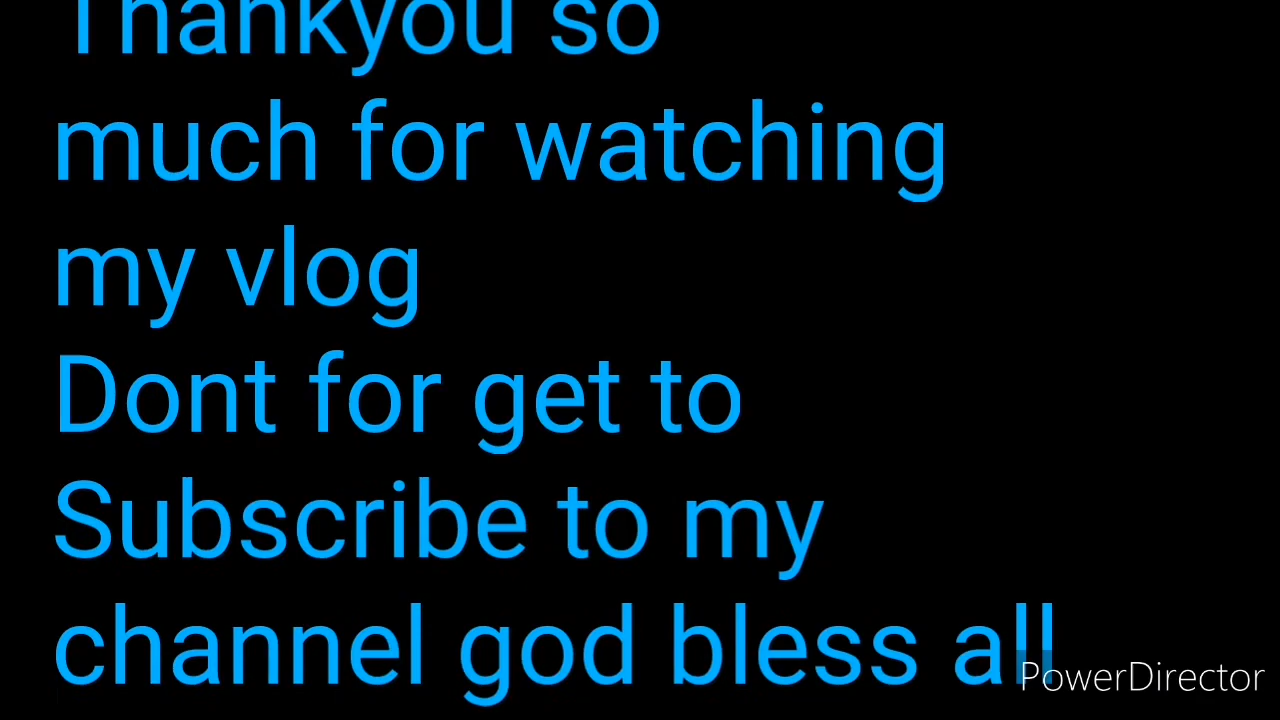 Thankyou so
much for watching
my vlog
Dont for get to
Subscribe to my
channel god bless all
PowerDirector